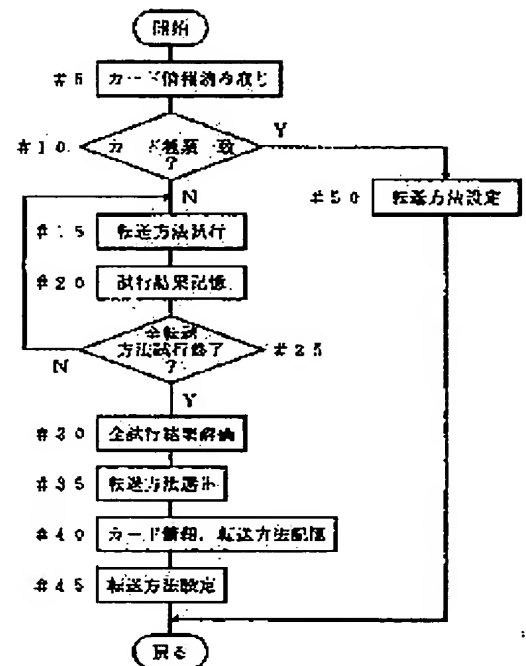 開始
#5 カード情報読み取り
#10 カード種類一致
?
Y
N
#50 転送方法設定
#15 転送方法試行
#20 試行結果記憶
全転送
方法試行終了
?
#25
N
Y
#30 全試行結果評価
#35 転送方法選出
#40 カード情報、転送方法記憶
#45 転送方法設定
戻る